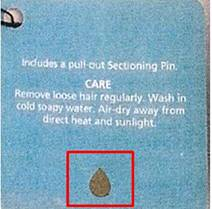 Includes a pull-out Sectioning Pin.
CARE
Remove loose hair regularly. Wash in
cold soapy water. Air-dry away from
direct heat and sunlight.